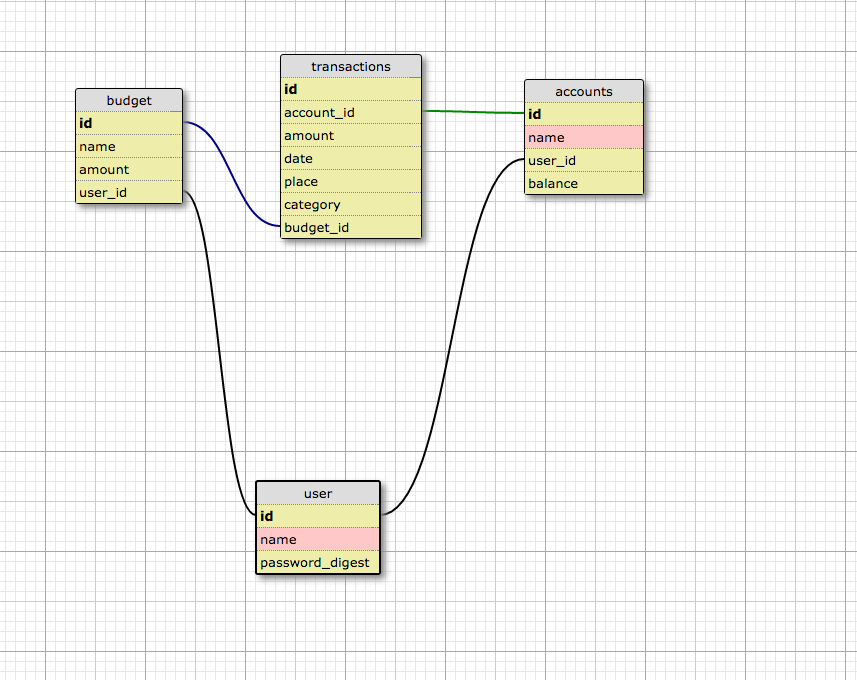 budget
id
name
amount
user_id
transactions
id
account_id
amount
date
place
category
budget_id
accounts
id
name
user_id
balance
user
id
name
password_digest